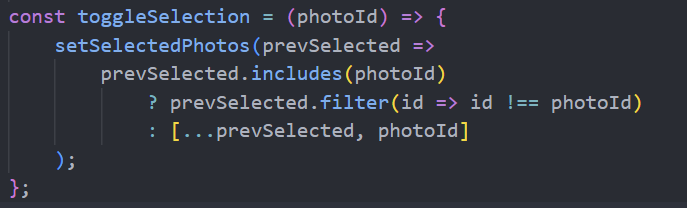 const toggleSelection = (photoId) => {
    setSelectedPhotos(prevSelected =>
        prevSelected.includes(photoId)
            ? prevSelected.filter(id => id !== photoId)
            : [...prevSelected, photoId]
    );
};